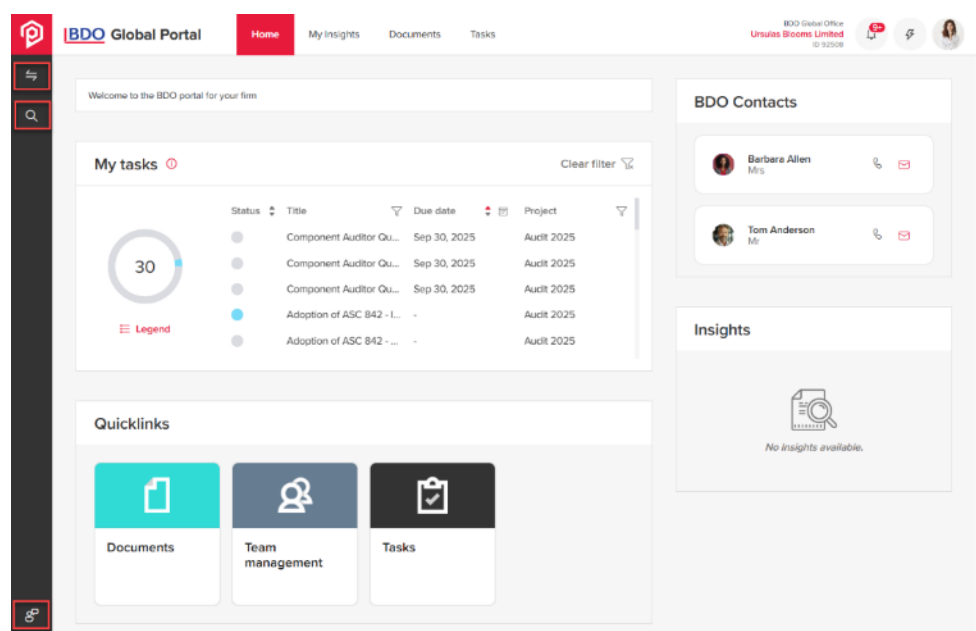 BDO Global Portal
Home
My Insights
Documents
Tasks
BDO Global Office
Ursulas Blooms Limited
ID 92508
9+
Welcome to the BDO portal for your firm
My tasks
Clear filter
30
Legend
Status Title Due date Project
Component Auditor Qu... Sep 30, 2025 Audit 2025
Component Auditor Qu... Sep 30, 2025 Audit 2025
Component Auditor Qu... Sep 30, 2025 Audit 2025
Adoption of ASC 842 - I... - Audit 2025
Adoption of ASC 842 - ... - Audit 2025
Quicklinks
Documents
Team
management
Tasks
BDO Contacts
Barbara Allen
Mrs
Tom Anderson
Mr
Insights
No insights available.